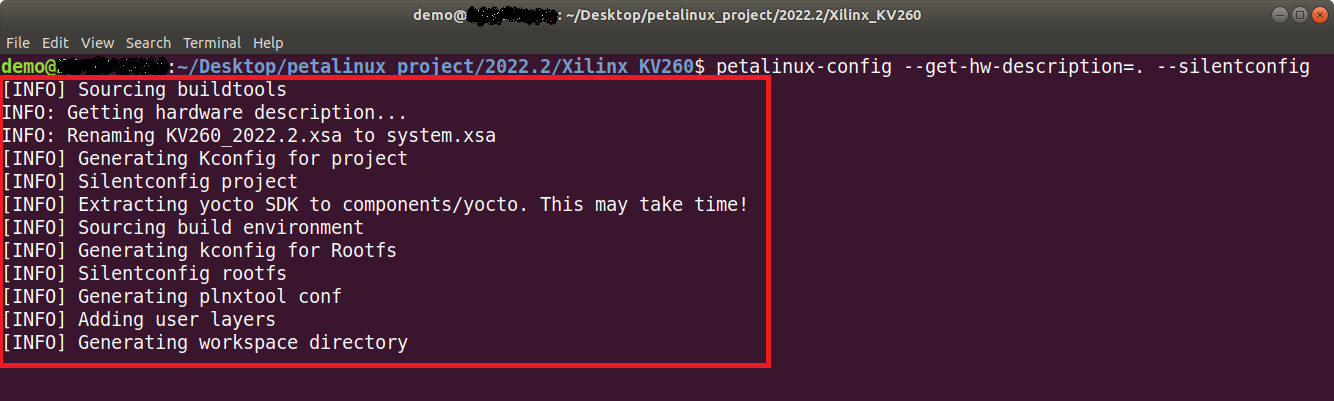 demo@ : ~/Desktop/petalinux_project/2022.2/Xilinx_KV260
File Edit View Search Terminal Help
demo@ :~/Desktop/petalinux_project/2022.2/Xilinx_KV260$ petalinux-config --get-hw-description=. --silentconfig
[INFO] Sourcing buildtools
INFO: Getting hardware description...
INFO: Renaming KV260_2022.2.xsa to system.xsa
[INFO] Generating Kconfig for project
[INFO] Silentconfig project
[INFO] Extracting yocto SDK to components/yocto. This may take time!
[INFO] Sourcing build environment
[INFO] Generating kconfig for Rootfs
[INFO] Silentconfig rootfs
[INFO] Generating plnxtool conf
[INFO] Adding user layers
[INFO] Generating workspace directory